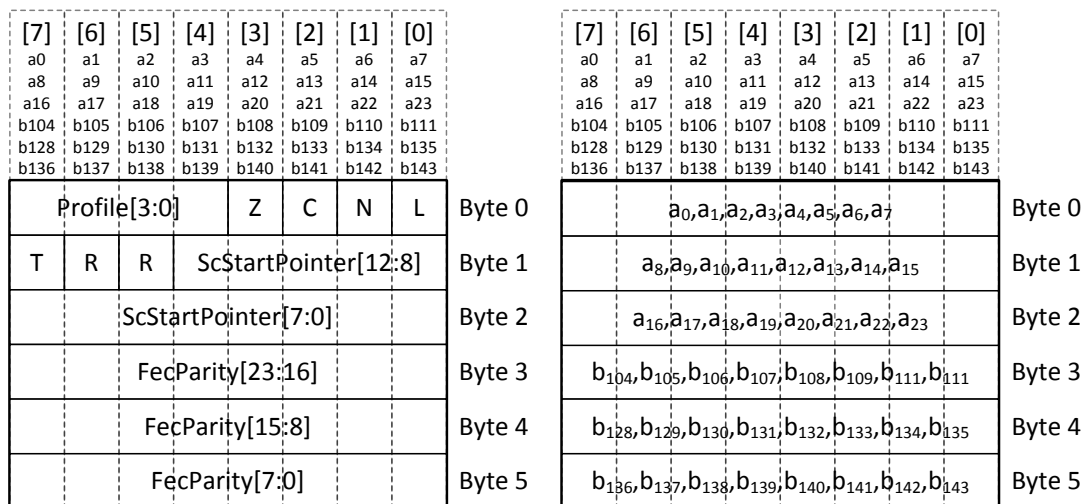 [7] [6] [5] [4] [3] [2] [1] [0] [7] [6] [5] [4] [3] [2] [1] [0]
a0 a1 a2 a3 a4 a5 a6 a7 a0 a1 a2 a3 a4 a5 a6 a7
a8 a9 a10 a11 a12 a13 a14 a15 a8 a9 a10 a11 a12 a13 a14 a15
a16 a17 a18 a19 a20 a21 a22 a23 a16 a17 a18 a19 a20 a21 a22 a23
b104 b105 b106 b107 b108 b109 b110 b111 b104 b105 b106 b107 b108 b109 b110 b111
b128 b129 b130 b131 b132 b133 b134 b135 b128 b129 b130 b131 b132 b133 b134 b135
b136 b137 b138 b139 b140 b141 b142 b143 b136 b137 b138 b139 b140 b141 b142 b143
Profile[3:0] Z C N L Byte 0 a0,a1,a2,a3,a4,a5,a6,a7 Byte 0
T R R ScStartPointer[12:8] Byte 1 a8,a9,a10,a11,a12,a13,a14,a15 Byte 1
ScStartPointer[7:0] Byte 2 a16,a17,a18,a19,a20,a21,a22,a23 Byte 2
FecParity[23:16] Byte 3 b104,b105,b106,b107,b108,b109,b111,b111 Byte 3
FecParity[15:8] Byte 4 b128,b129,b130,b131,b132,b133,b134,b135 Byte 4
FecParity[7:0] Byte 5 b136,b137,b138,b139,b140,b141,b142,b143 Byte 5